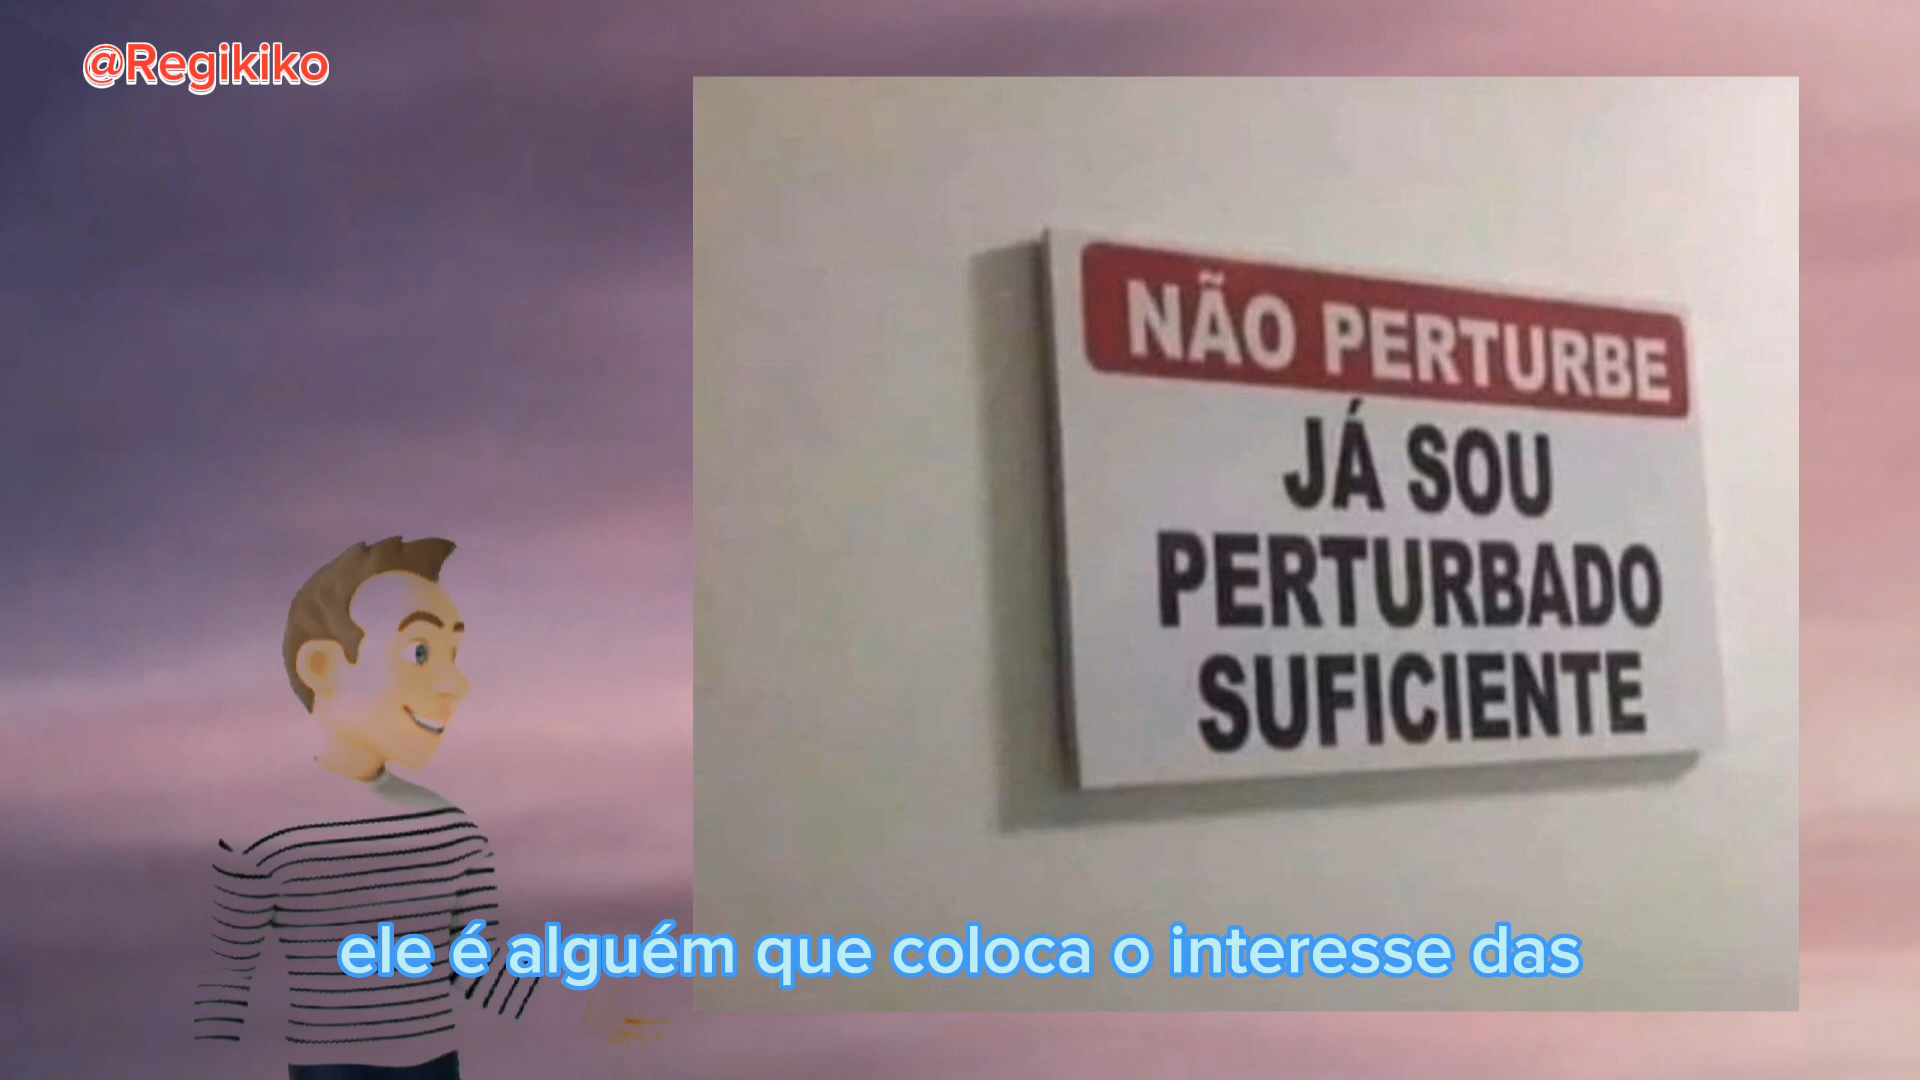 @Regikiko
NÃO PERTURBE
JÁ SOU
PERTURBADO
SUFICIENTE
ele é alguém que coloca o interesse das